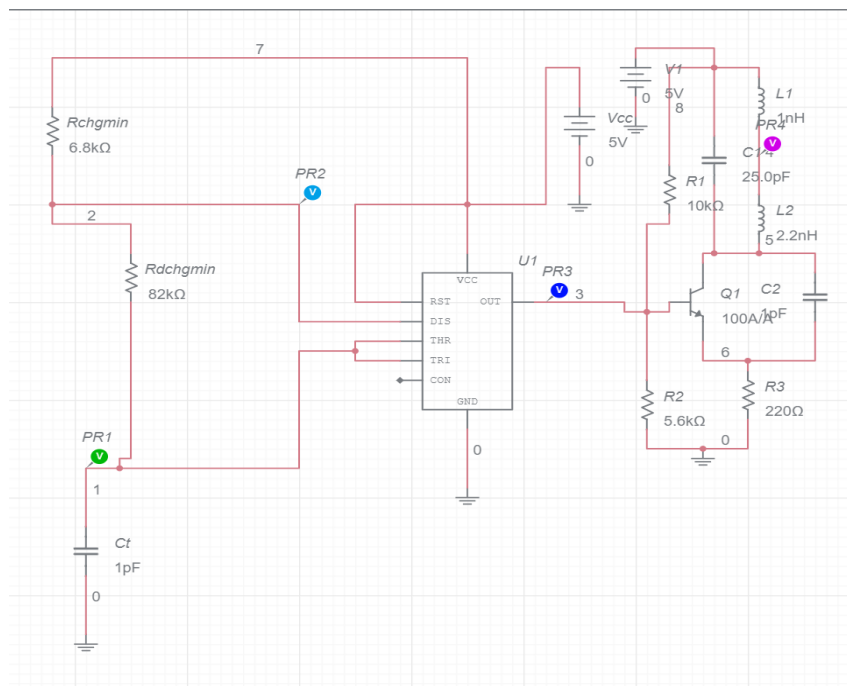 7
Rchgmin
6.8kΩ
V1
5V
0
8
Vcc
5V
0
L1
1nH
PR4
V
25.0pF
R1
10kΩ
L2
2.2nH
5
PR2
V
2
Rdchgmin
82kΩ
U1
VCC
RST
DIS
THR
TRI
CON
OUT
GND
PR3
V
3
Q1
100A/A
C2
1pF
6
R2
5.6kΩ
R3
220Ω
0
0
PR1
V
1
Ct
1pF
0